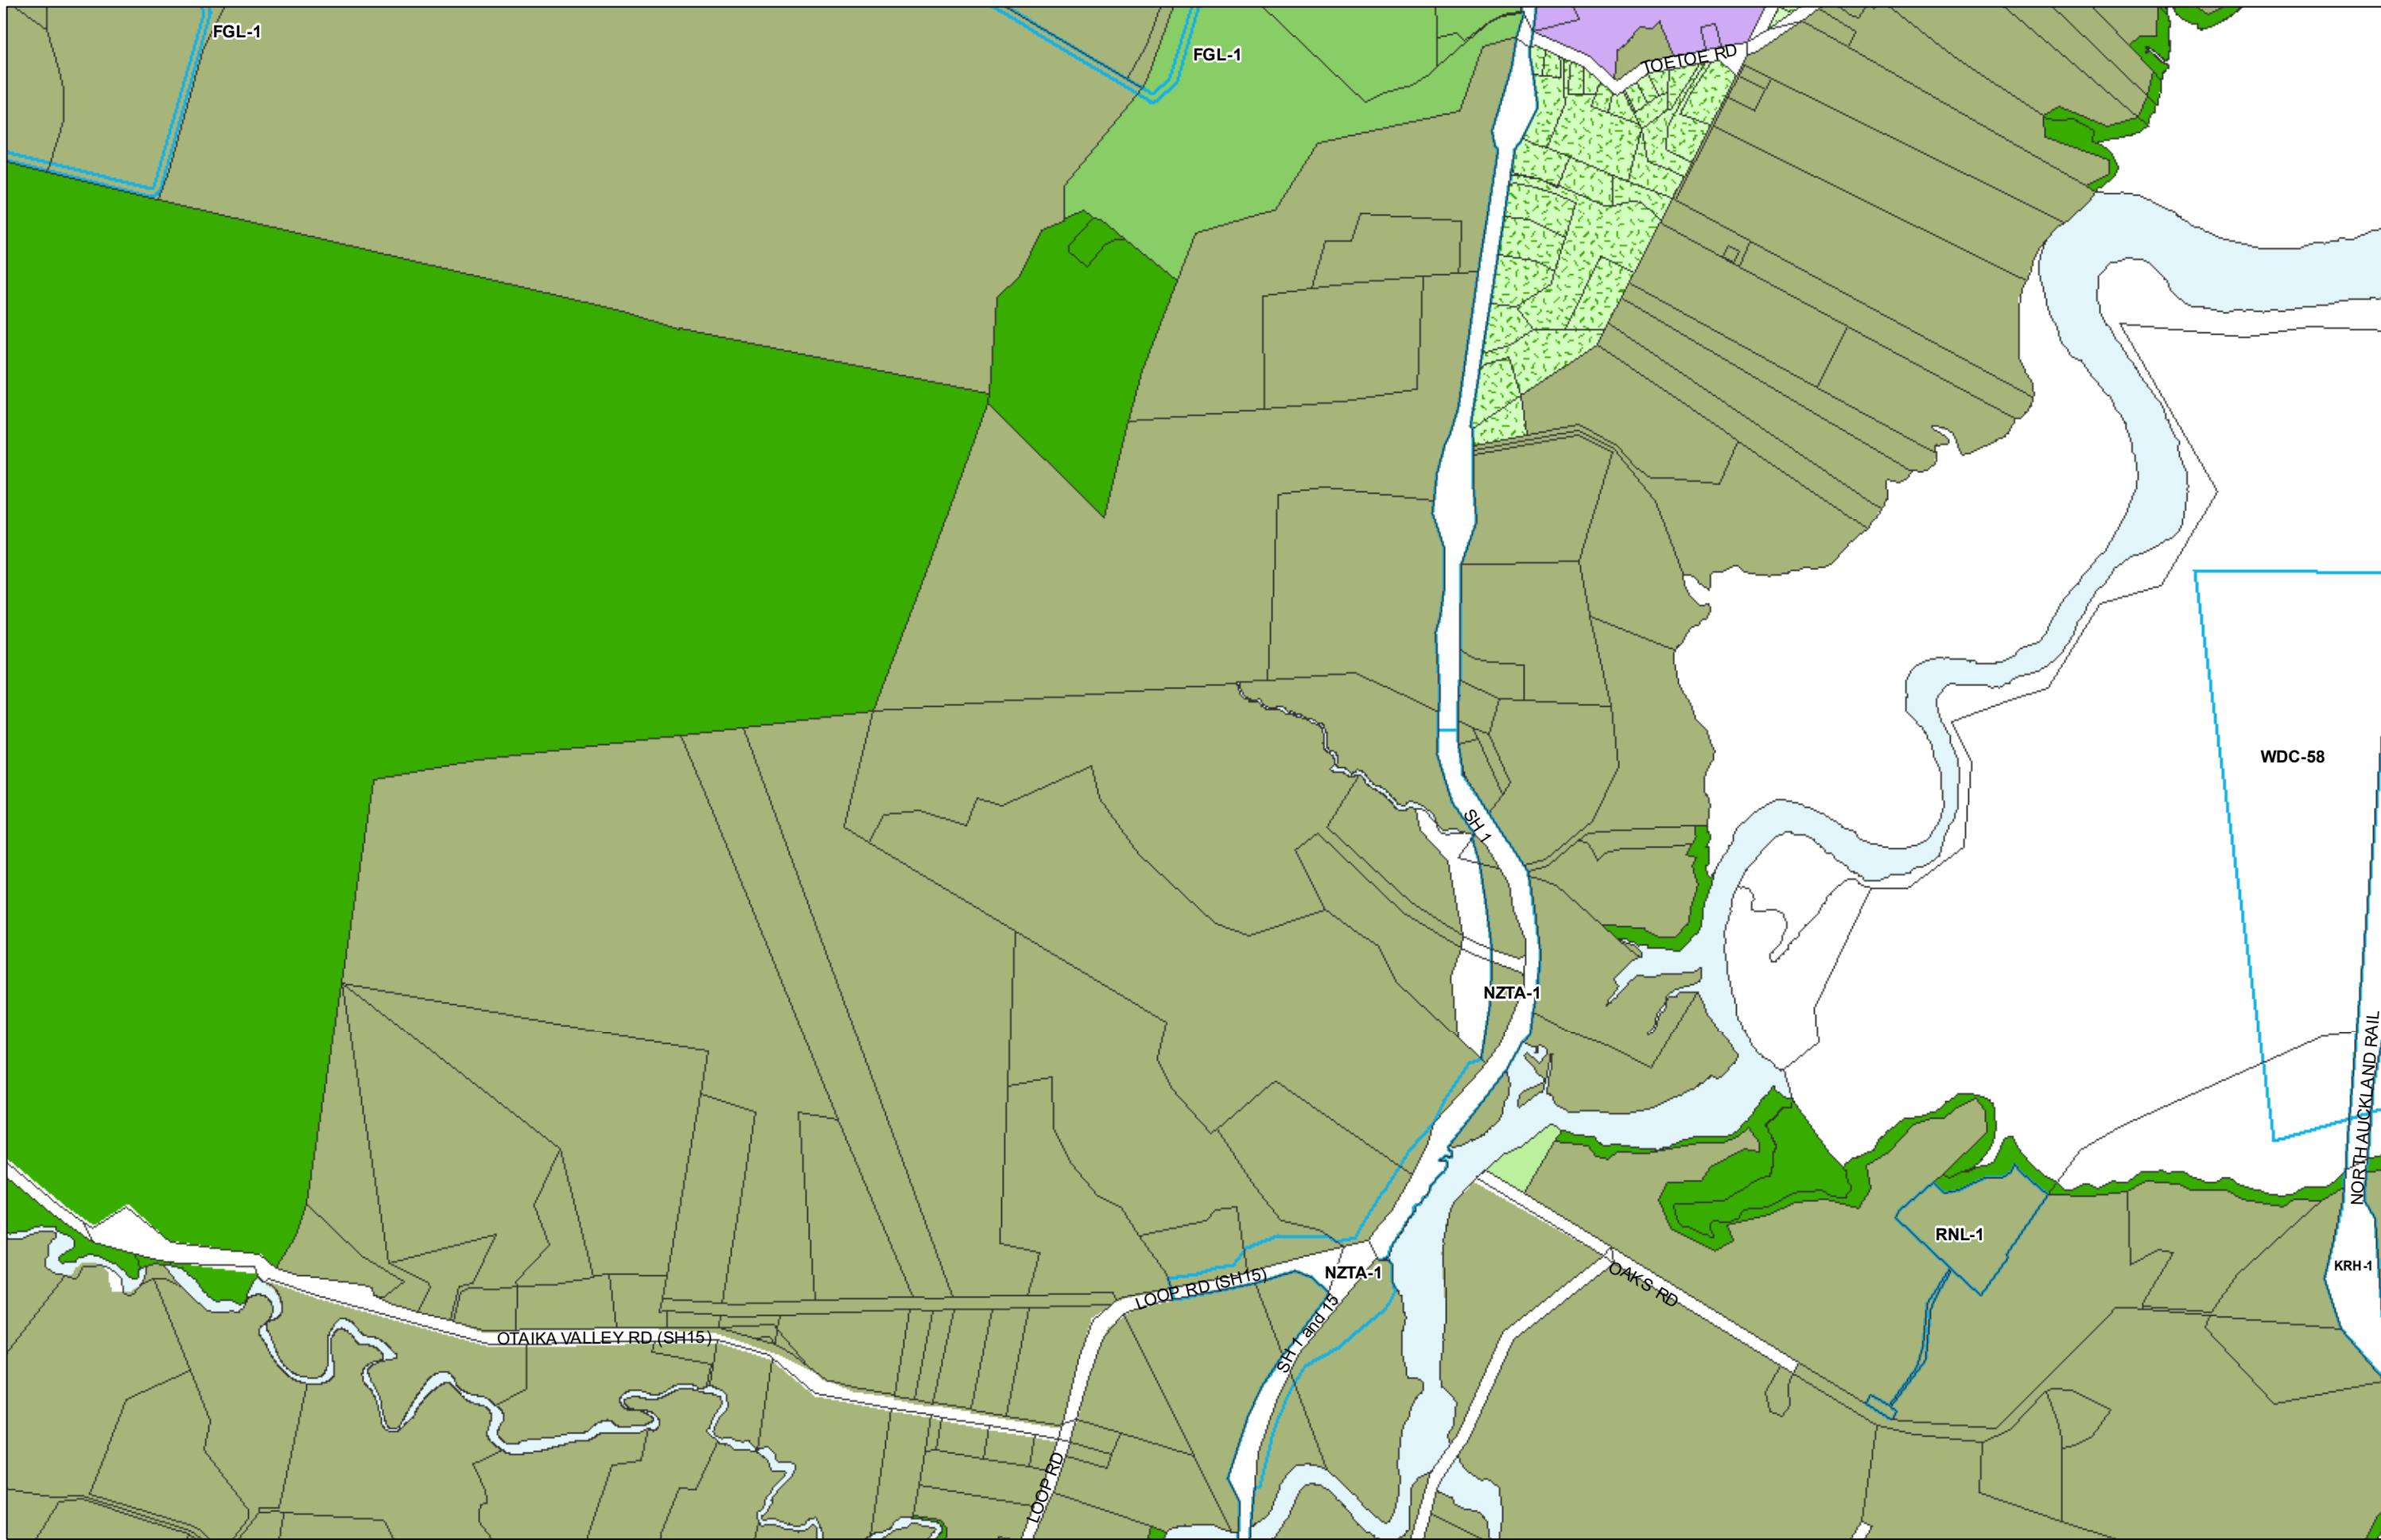 FGL-1
FGL-1
TOETOE RD
WDC-58
SH 1
NZTA-1
NORTH AUCKLAND RAIL
RNL-1
KRH-1
NZTA-1
LOOP RD (SH15)
OAKS RD
SH 1 and 15
OTAIKA VALLEY RD (SH15)
LOOP RD